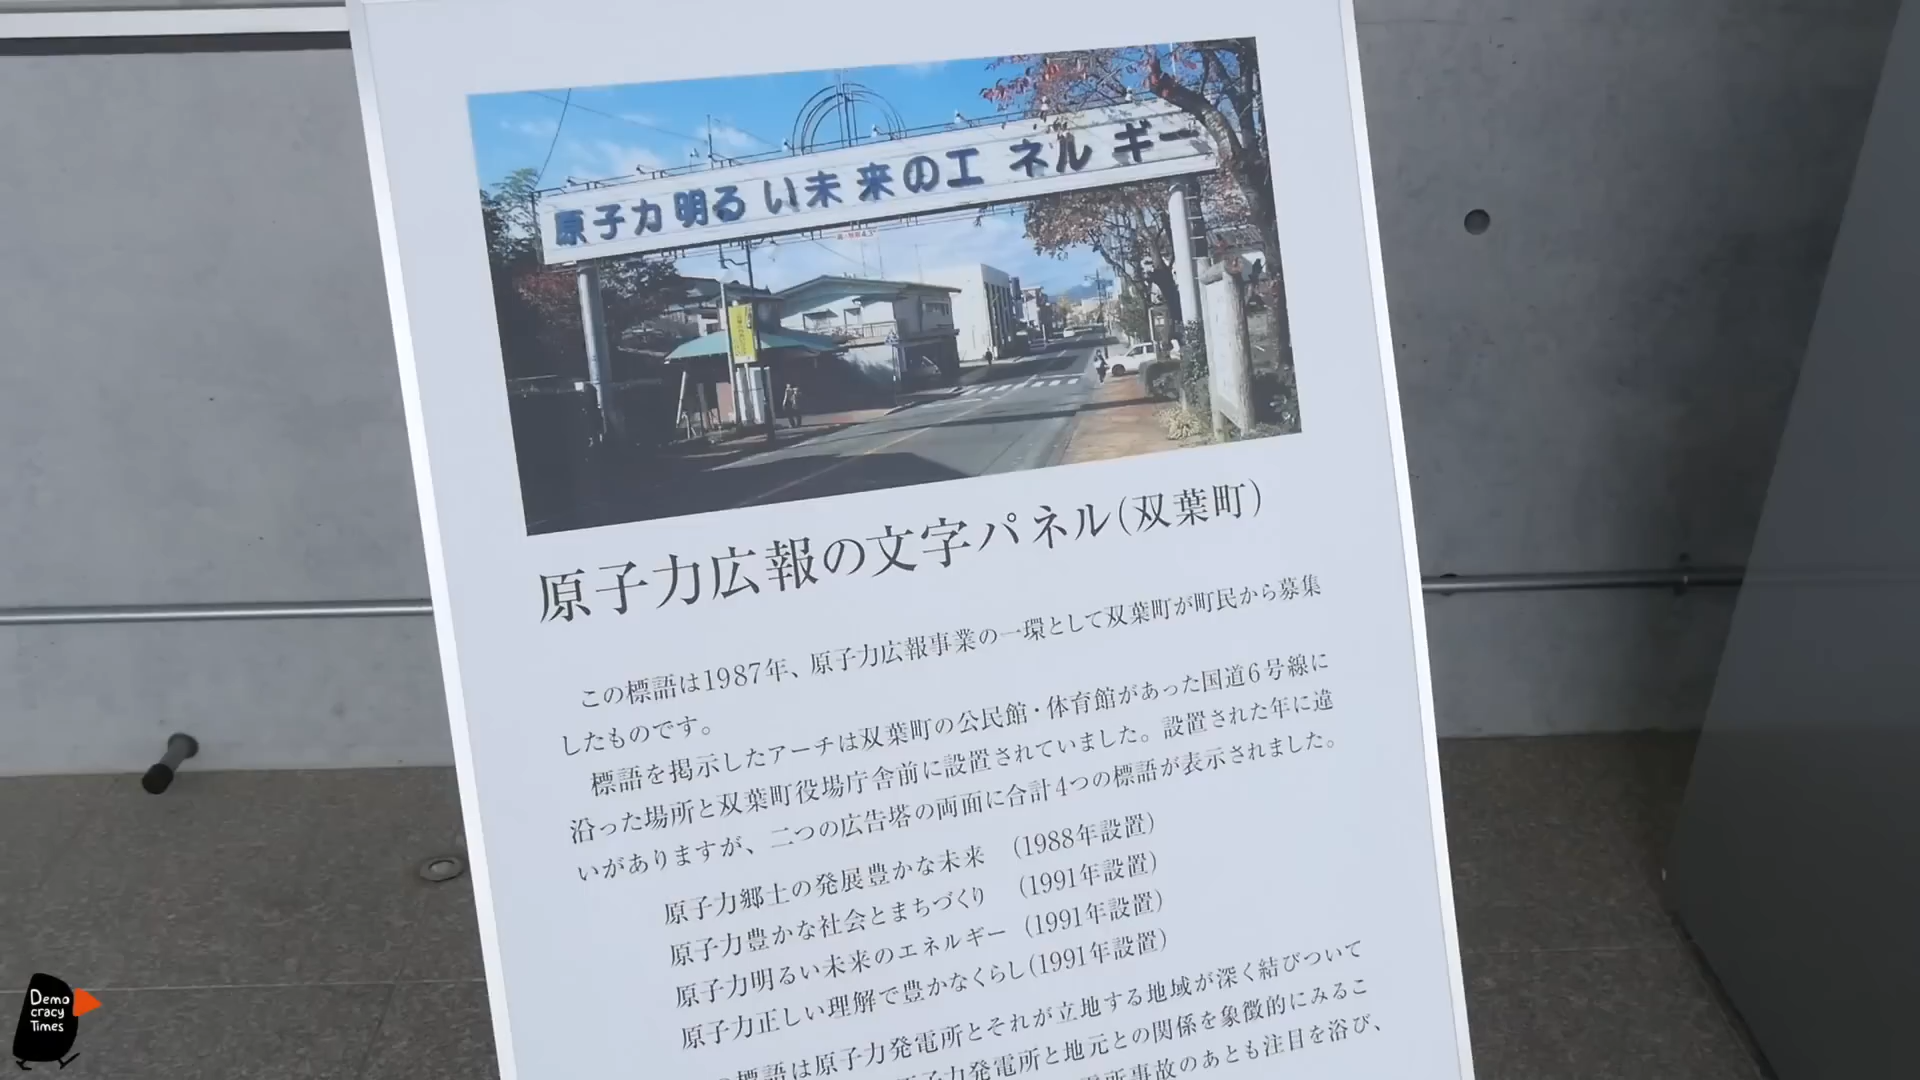 原子力明るい未来のエネルギー
原子力広報の文字パネル(双葉町)
この標語は1987年、原子力広報事業の一環として双葉町が町民から募集
したものです。
標語を掲示したアーチは双葉町の公民館・体育館があった国道6号線に
沿った場所と双葉町役場庁舎前に設置されていました。設置された年に違
いがありますが、二つの広告塔の両面に合計4つの標語が表示されました。
原子力郷土の発展豊かな未来 (1988年設置)
原子力豊かな社会とまちづくり (1991年設置)
原子力明るい未来のエネルギー (1991年設置)
原子力正しい理解で豊かなくらし(1991年設置)
標語は原子力発電所とそれが立地する地域が深く結びついて
原子力発電所と地元との関係を象徴的にみるこ
所事故のあとも注目を浴び、
Demo
cracy
Times